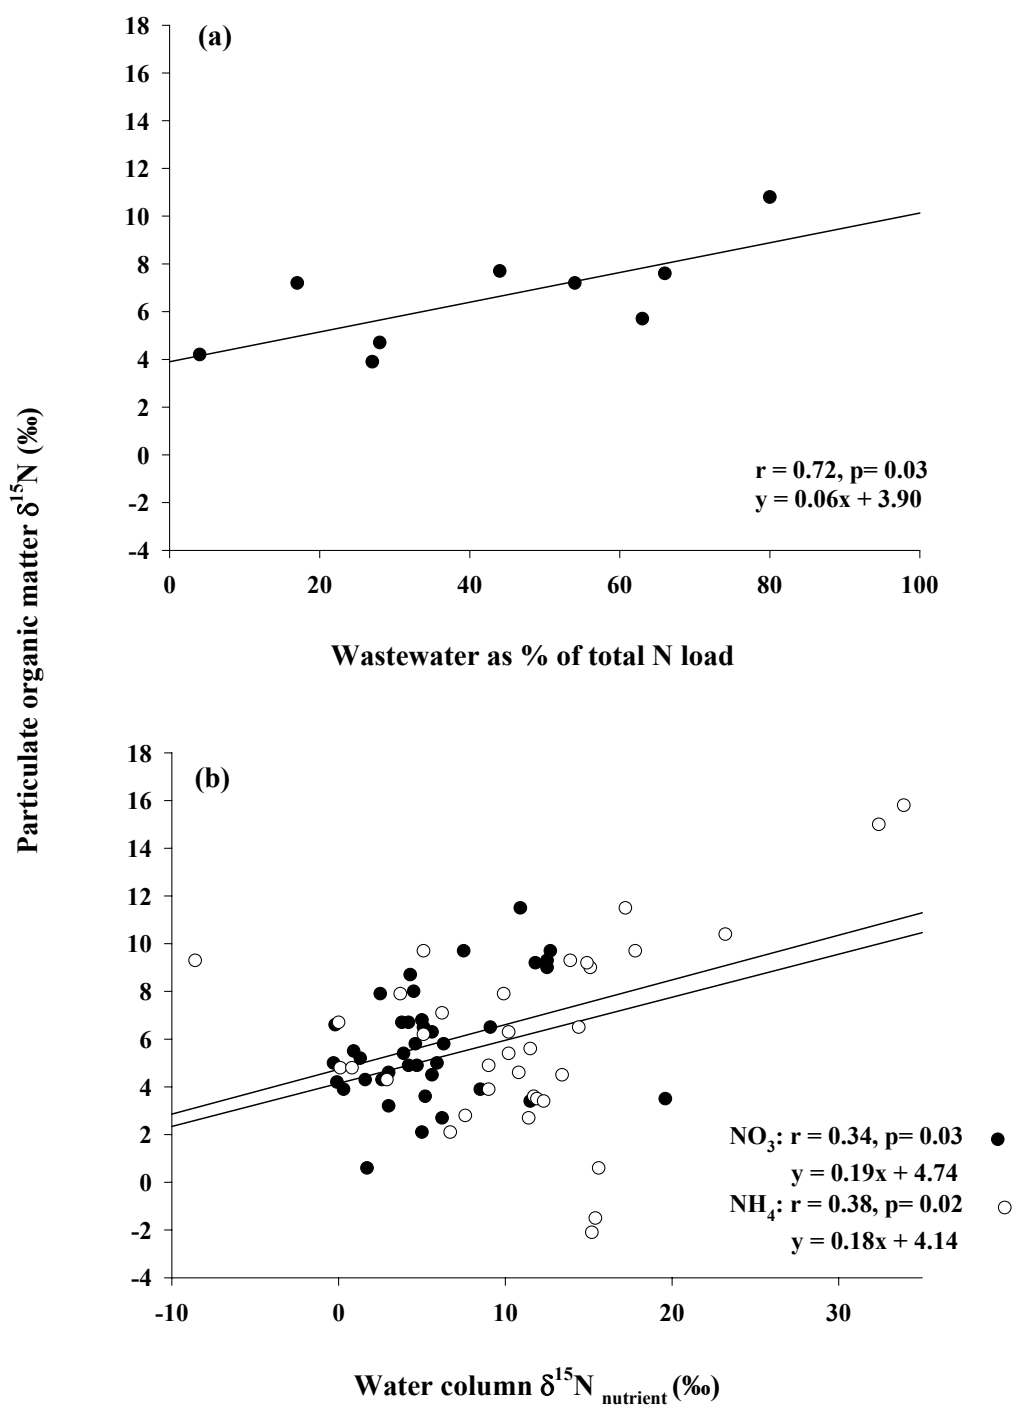 Particulate organic matter δ¹⁵N (‰)
(a)
18
16
14
12
10
8
6
4
2
0
-2
-4
r = 0.72, p= 0.03
y = 0.06x + 3.90
0 20 40 60 80 100
Wastewater as % of total N load
(b)
18
16
14
12
10
8
6
4
2
0
-2
-4
NO₃: r = 0.34, p= 0.03
y = 0.19x + 4.74
NH₄: r = 0.38, p= 0.02
y = 0.18x + 4.14
-10 0 10 20 30
Water column δ¹⁵N nutrient (‰)